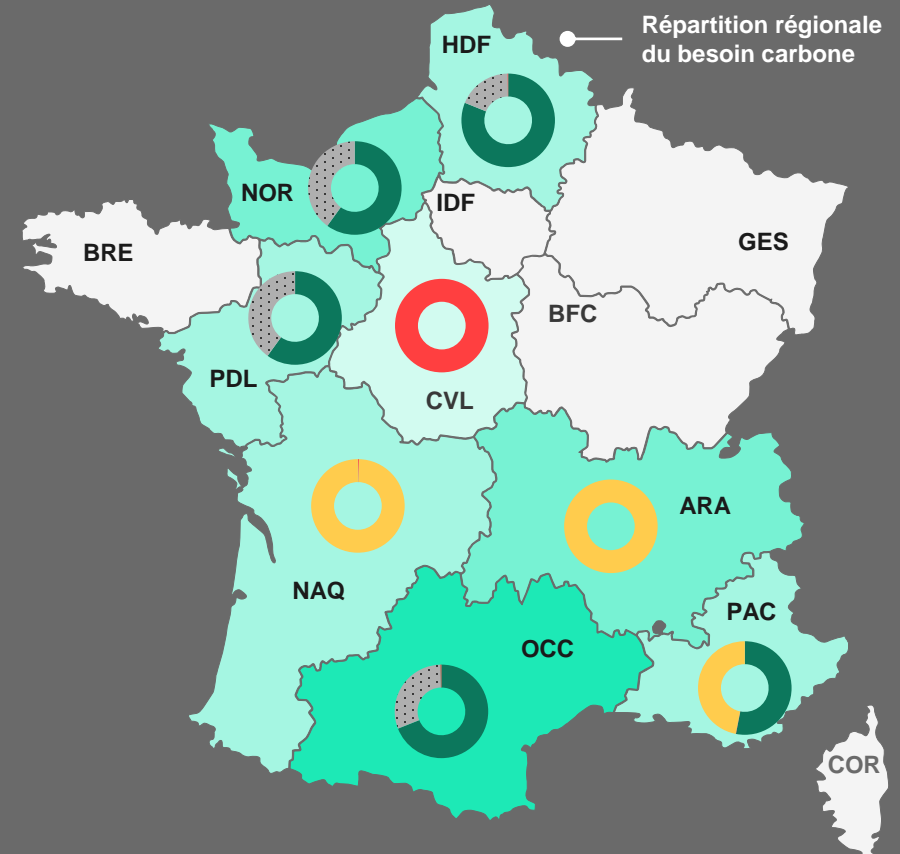 Répartition régionale
du besoin carbone
HDF
NOR
IDF
BRE
GES
BFC
PDL
CVL
ARA
NAQ
PAC
OCC
COR